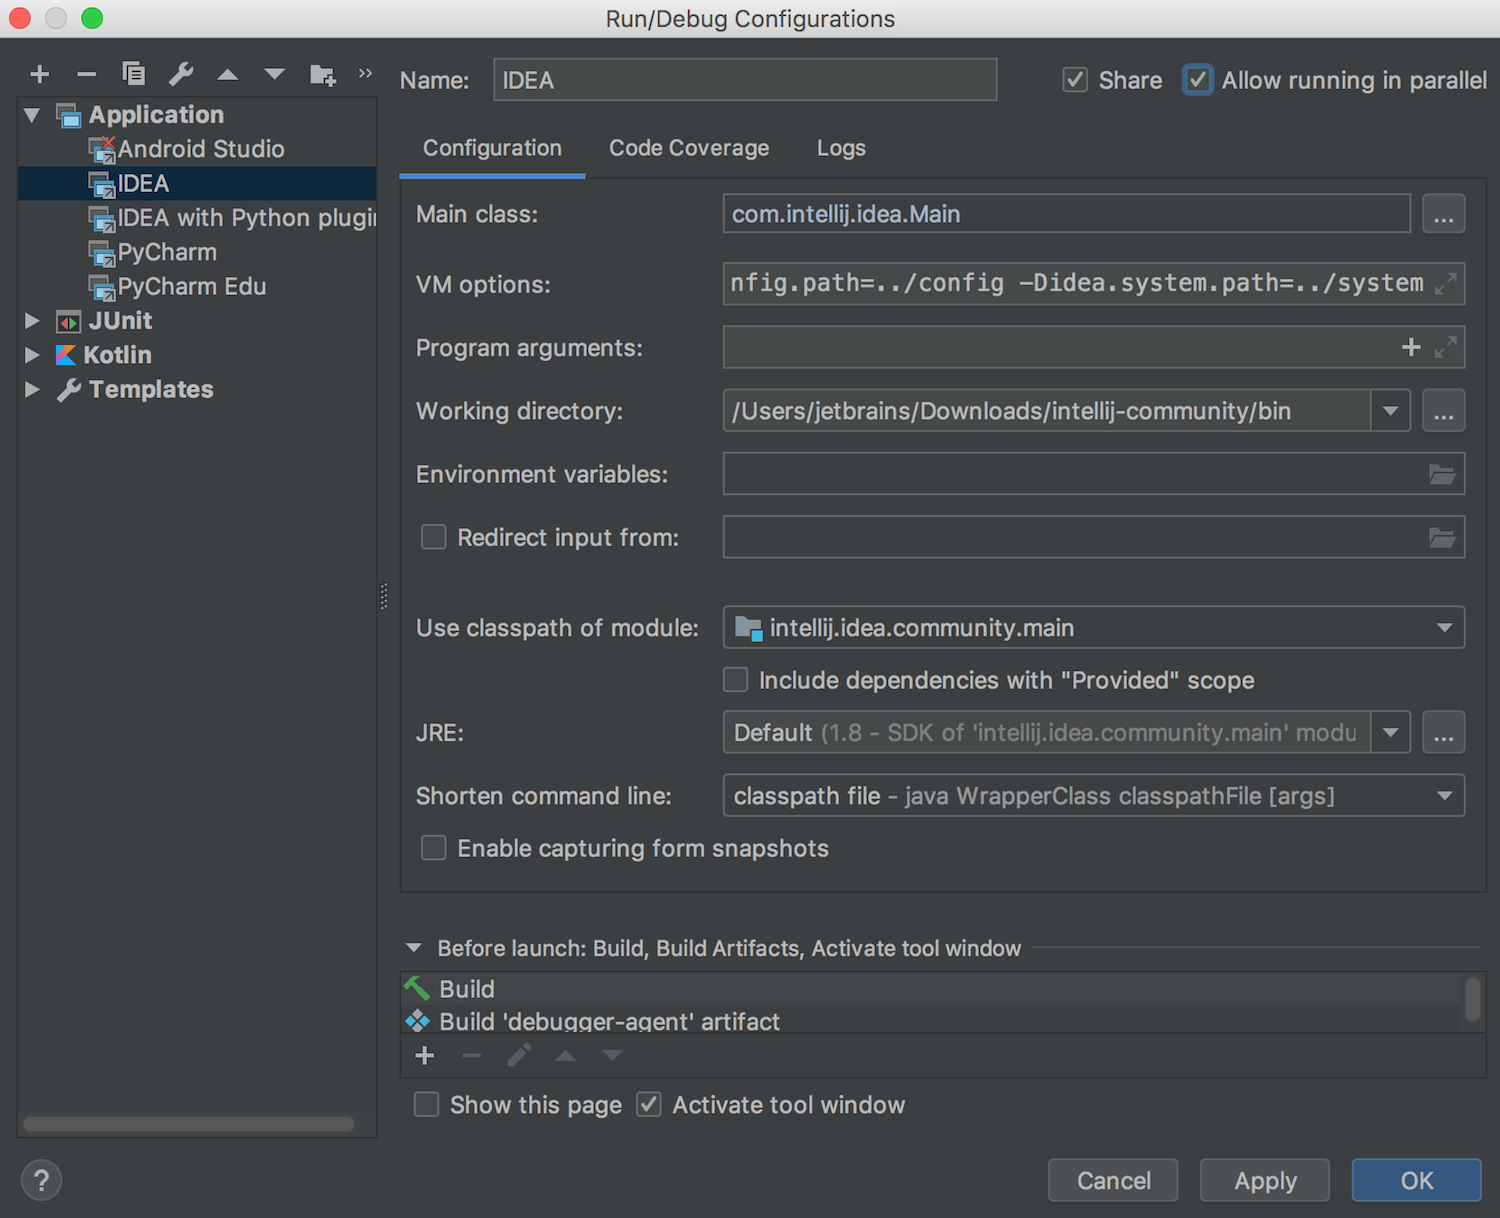 Run/Debug Configurations
Name: IDEA Share Allow running in parallel
Application
Android Studio
IDEA
IDEA with Python plugin
PyCharm
PyCharm Edu
JUnit
Kotlin
Templates
Configuration Code Coverage Logs
Main class: com.intellij.idea.Main ...
VM options: nfig.path=../config -Didea.system.path=../system
Program arguments:
Working directory: /Users/jetbrains/Downloads/intellij-community/bin ...
Environment variables:
Redirect input from:
Use classpath of module: intellij.idea.community.main
Include dependencies with "Provided" scope
JRE: Default (1.8 - SDK of 'intellij.idea.community.main' modu ...
Shorten command line: classpath file - java WrapperClass classpathFile [args]
Enable capturing form snapshots
Before launch: Build, Build Artifacts, Activate tool window
Build
Build 'debugger-agent' artifact
Show this page Activate tool window
? Cancel Apply OK